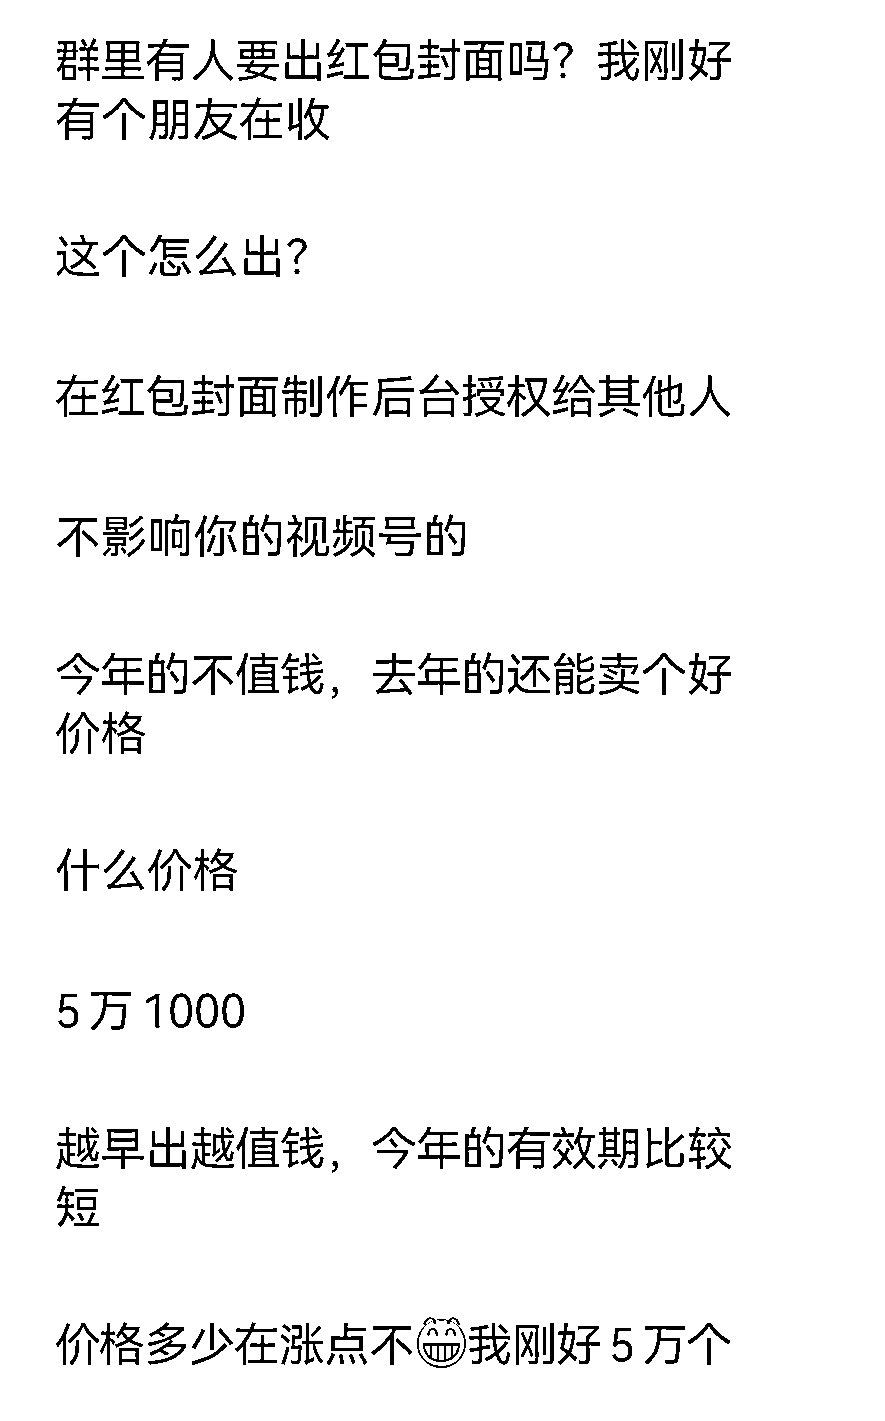 群里有人要出红包封面吗？我刚好
有个朋友在收
这个怎么出？
在红包封面制作后台授权给其他人
不影响你的视频号的
今年的不值钱，去年的还能卖个好
价格
什么价格
5万1000
越早出越值钱，今年的有效期比较
短
价格多少在涨点不😁我刚好5万个